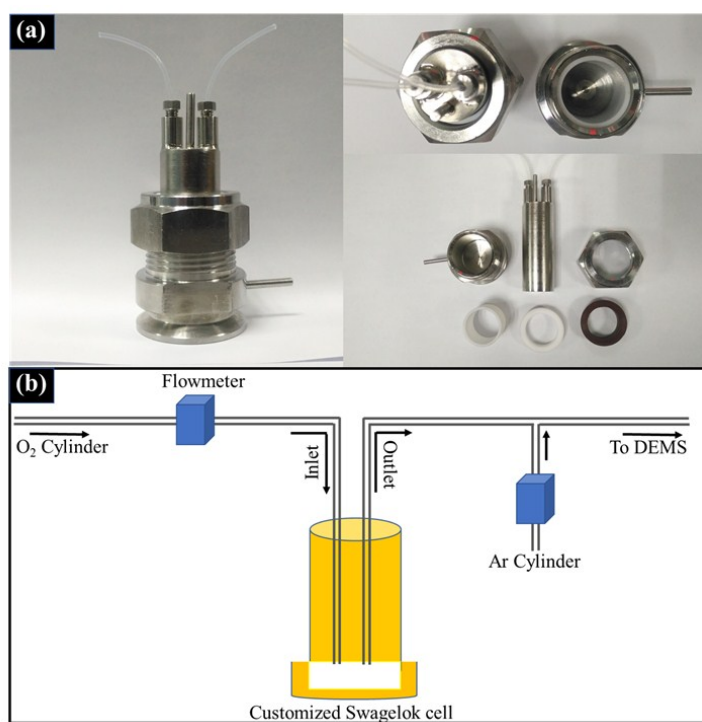 (a)
(b)
Flowmeter
O₂ Cylinder
Inlet
Outlet
To DEMS
Ar Cylinder
Customized Swagelok cell